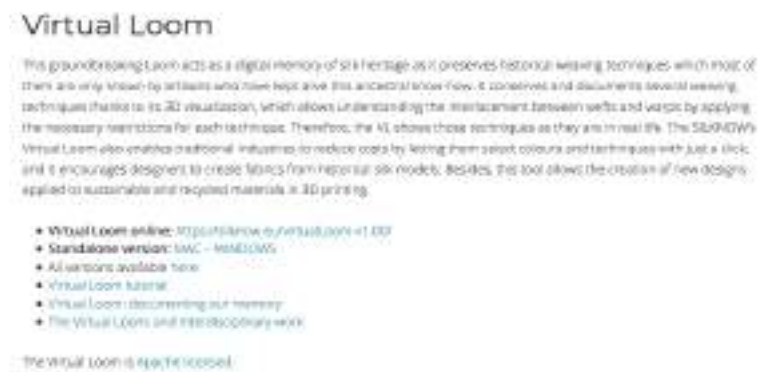 Virtual Loom
This groundbreaking Loom acts as a digital memory of silk heritage as it preserves historical weaving techniques which most of
them are only known by artisans who have kept alive this ancestral know-how. It conserves and documents several weaving
techniques thanks to its 3D visualization, which allows understanding the interlacement between wefts and warps by applying
the necessary restrictions for each technique. Therefore, the VL shows those techniques as they are in real life. The SILKNOW's
Virtual Loom also enables traditional industries to reduce costs by letting them select colours and techniques with just a click,
and it encourages designers to create fabrics from historical silk models. Besides, this tool allows the creation of new designs
applied to sustainable and recycled materials in 3D printing.
Virtual Loom online: https://silknow.eu/virtualloom-v1.00/
Standalone version: MAC – WINDOWS
All versions available here
Virtual Loom tutorial
Virtual Loom: documenting our memory
The Virtual Loom and interdisciplinary work
The Virtual Loom is Apache licensed.